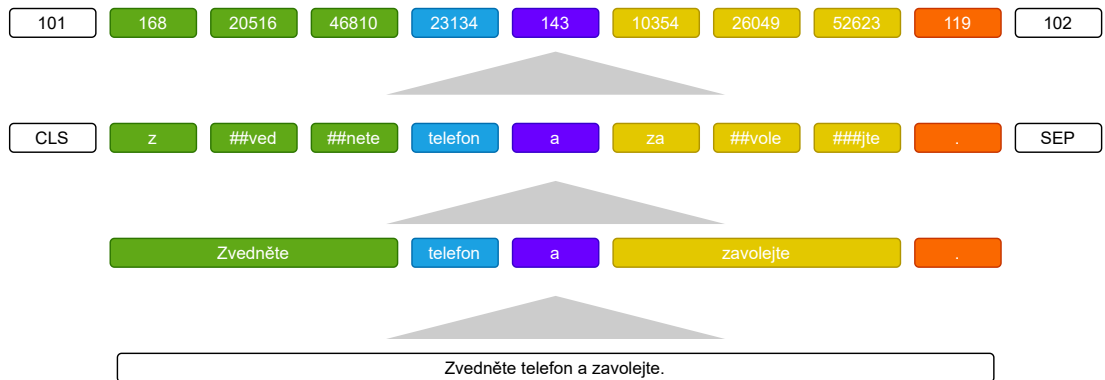 101 168 20516 46810 23134 143 10354 26049 52623 119 102
CLS z ##ved ##nete telefon a za ##vole ###jte . SEP
Zvedněte telefon a zavolejte .
Zvedněte telefon a zavolejte.